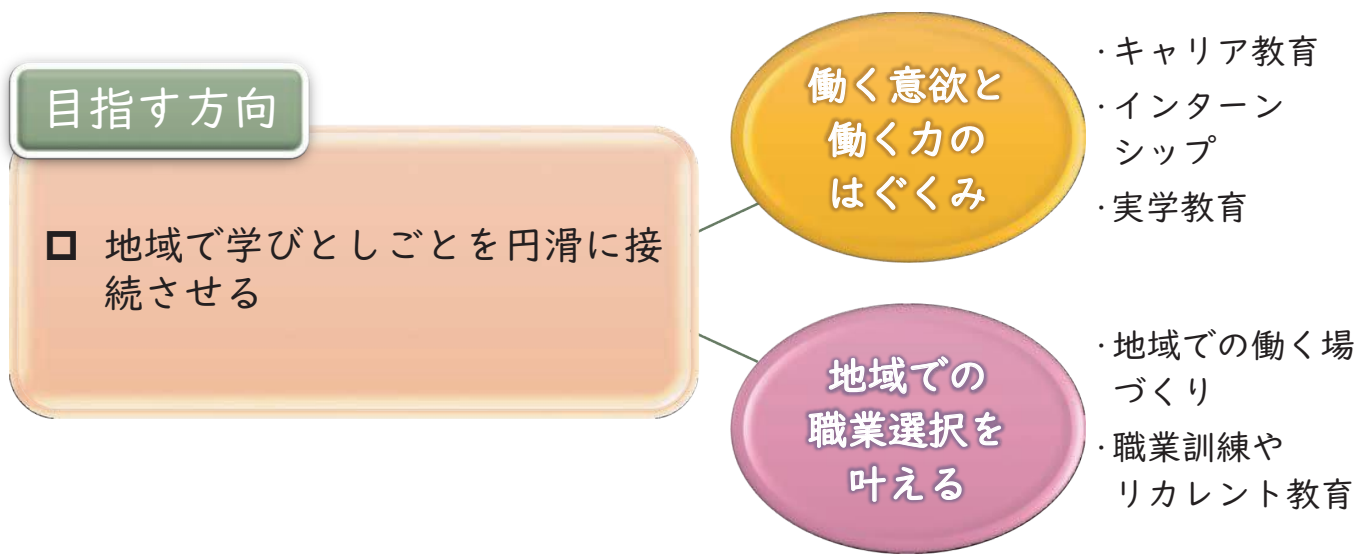 目指す方向
□ 地域で学びとしごとを円滑に接
続させる
働く意欲と
働く力の
はぐくみ
・キャリア教育
・インターン
シップ
・実学教育
地域での
職業選択を
叶える
・地域での働く場
づくり
・職業訓練や
リカレント教育